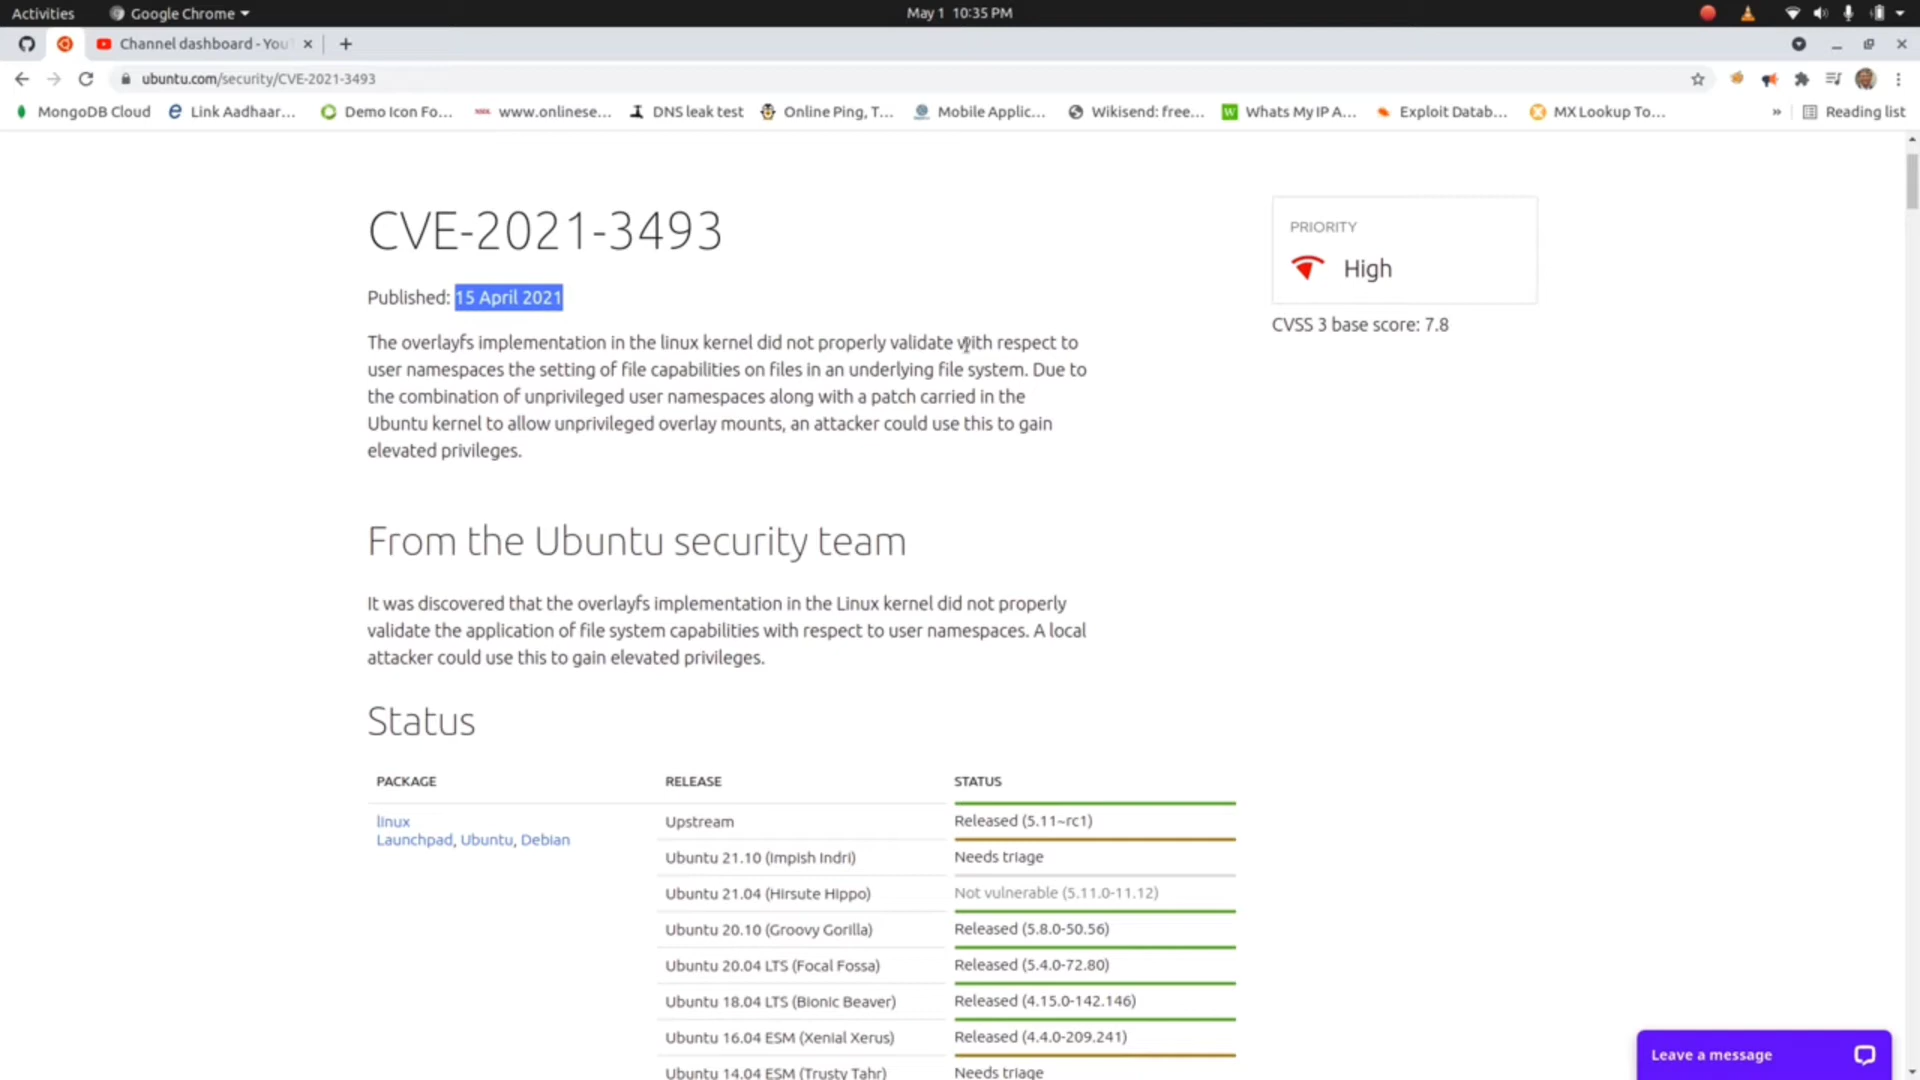 Activities Google Chrome May 1 10:35 PM
Channel dashboard - You
ubuntu.com/security/CVE-2021-3493
MongoDB Cloud Link Aadhaar... Demo Icon Fo... www.onlinese... DNS leak test Online Ping, T... Mobile Applic... Wikisend: free... Whats My IP A... Exploit Datab... MX Lookup To... » Reading list
CVE-2021-3493
Published: 15 April 2021
The overlayfs implementation in the linux kernel did not properly validate with respect to
user namespaces the setting of file capabilities on files in an underlying file system. Due to
the combination of unprivileged user namespaces along with a patch carried in the
Ubuntu kernel to allow unprivileged overlay mounts, an attacker could use this to gain
elevated privileges.
PRIORITY
High
CVSS 3 base score: 7.8
From the Ubuntu security team
It was discovered that the overlayfs implementation in the Linux kernel did not properly
validate the application of file system capabilities with respect to user namespaces. A local
attacker could use this to gain elevated privileges.
Status
PACKAGE RELEASE STATUS
linux
Launchpad, Ubuntu, Debian
Upstream Released (5.11~rc1)
Ubuntu 21.10 (Impish Indri) Needs triage
Ubuntu 21.04 (Hirsute Hippo) Not vulnerable (5.11.0-11.12)
Ubuntu 20.10 (Groovy Gorilla) Released (5.8.0-50.56)
Ubuntu 20.04 LTS (Focal Fossa) Released (5.4.0-72.80)
Ubuntu 18.04 LTS (Bionic Beaver) Released (4.15.0-142.146)
Ubuntu 16.04 ESM (Xenial Xerus) Released (4.4.0-209.241)
Ubuntu 14.04 ESM (Trusty Tahr) Needs triage
Leave a message